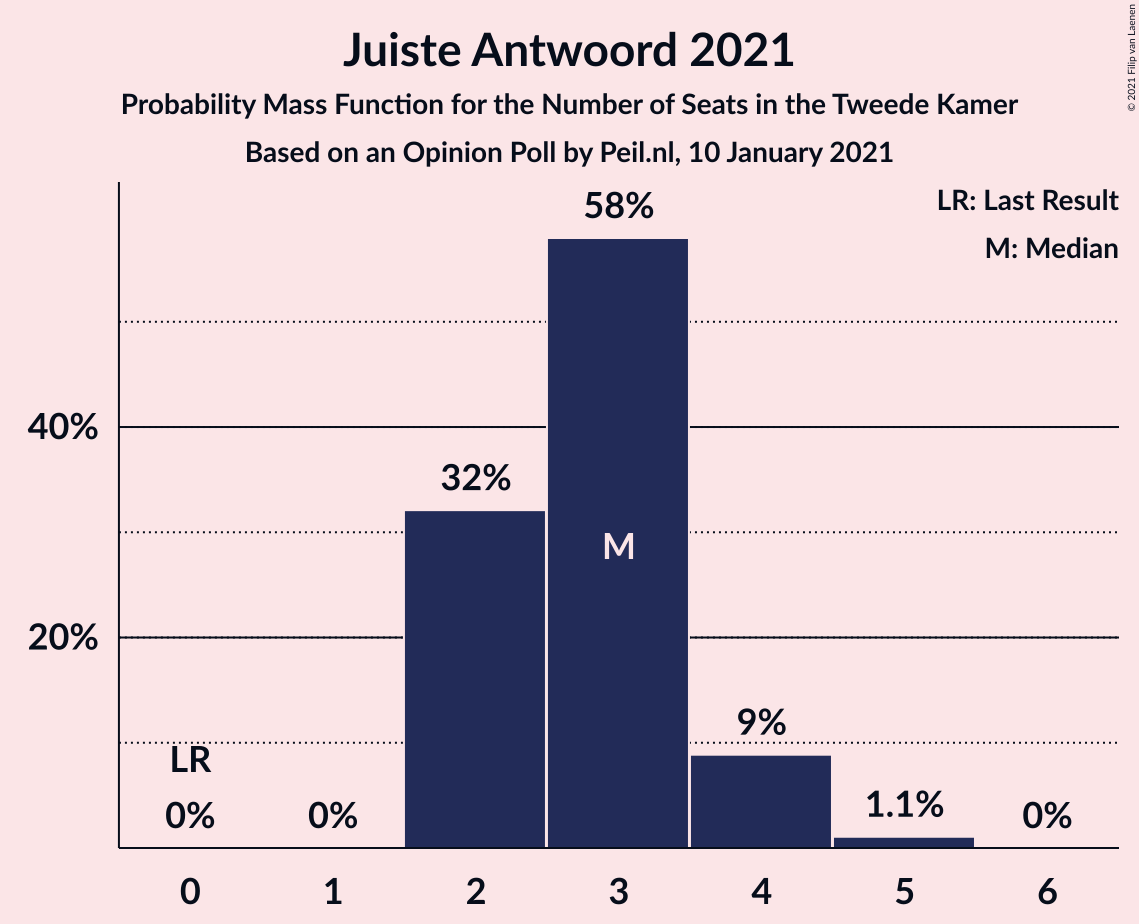 Juiste Antwoord 2021
Probability Mass Function for the Number of Seats in the Tweede Kamer
Based on an Opinion Poll by Peil.nl, 10 January 2021
© 2021 Filip van Laenen
LR: Last Result
M: Median
58%
40%
32%
M
20%
9%
LR
1.1%
0%
0%
0%
0
1
2
3
4
5
6